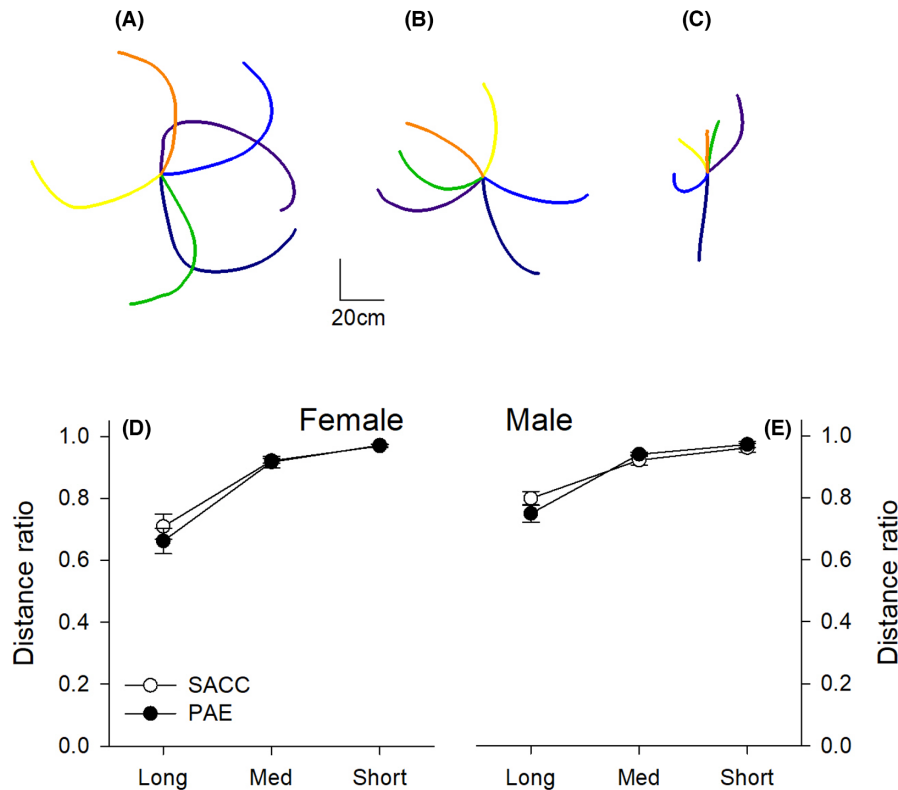 (A)
(B)
(C)
20cm
Female
Male
(D)
(E)
Distance ratio
1.0
0.8
0.6
0.4
0.2
0.0
SACC
PAE
Long
Med
Short
Long
Med
Short
1.0
0.8
0.6
0.4
0.2
0.0
Distance ratio